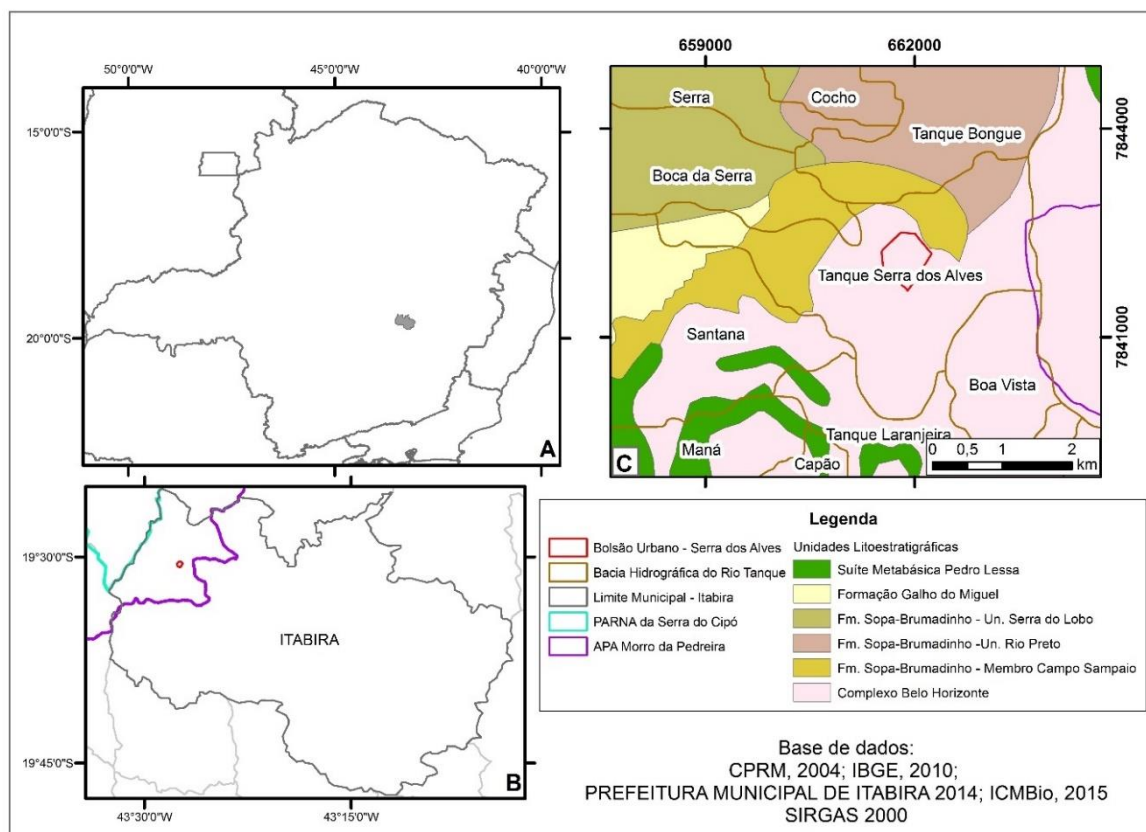 50°0'0"W 45°0'0"W 40°0'0"W
15°0'0"S
20°0'0"S
A
659000 662000
7844000
7841000
Serra
Cocho
Tanque Bongue
Boca da Serra
Tanque Serra dos Alves
Santana
Boa Vista
Maná
Tanque Laranjeira
Capão
C
0 0,5 1 2
km
19°30'0"S
19°45'0"S
ITABIRA
B
43°30'0"W 43°15'0"W
Legenda
Bolsão Urbano - Serra dos Alves
Bacia Hidrográfica do Rio Tanque
Limite Municipal - Itabira
PARNA da Serra do Cipó
APA Morro da Pedreira
Unidades Litoestratigráficas
Suíte Metabásica Pedro Lessa
Formação Galho do Miguel
Fm. Sopa-Brumadinho - Un. Serra do Lobo
Fm. Sopa-Brumadinho -Un. Rio Preto
Fm. Sopa-Brumadinho - Membro Campo Sampaio
Complexo Belo Horizonte
Base de dados:
CPRM, 2004; IBGE, 2010;
PREFEITURA MUNICIPAL DE ITABIRA 2014; ICMBio, 2015
SIRGAS 2000